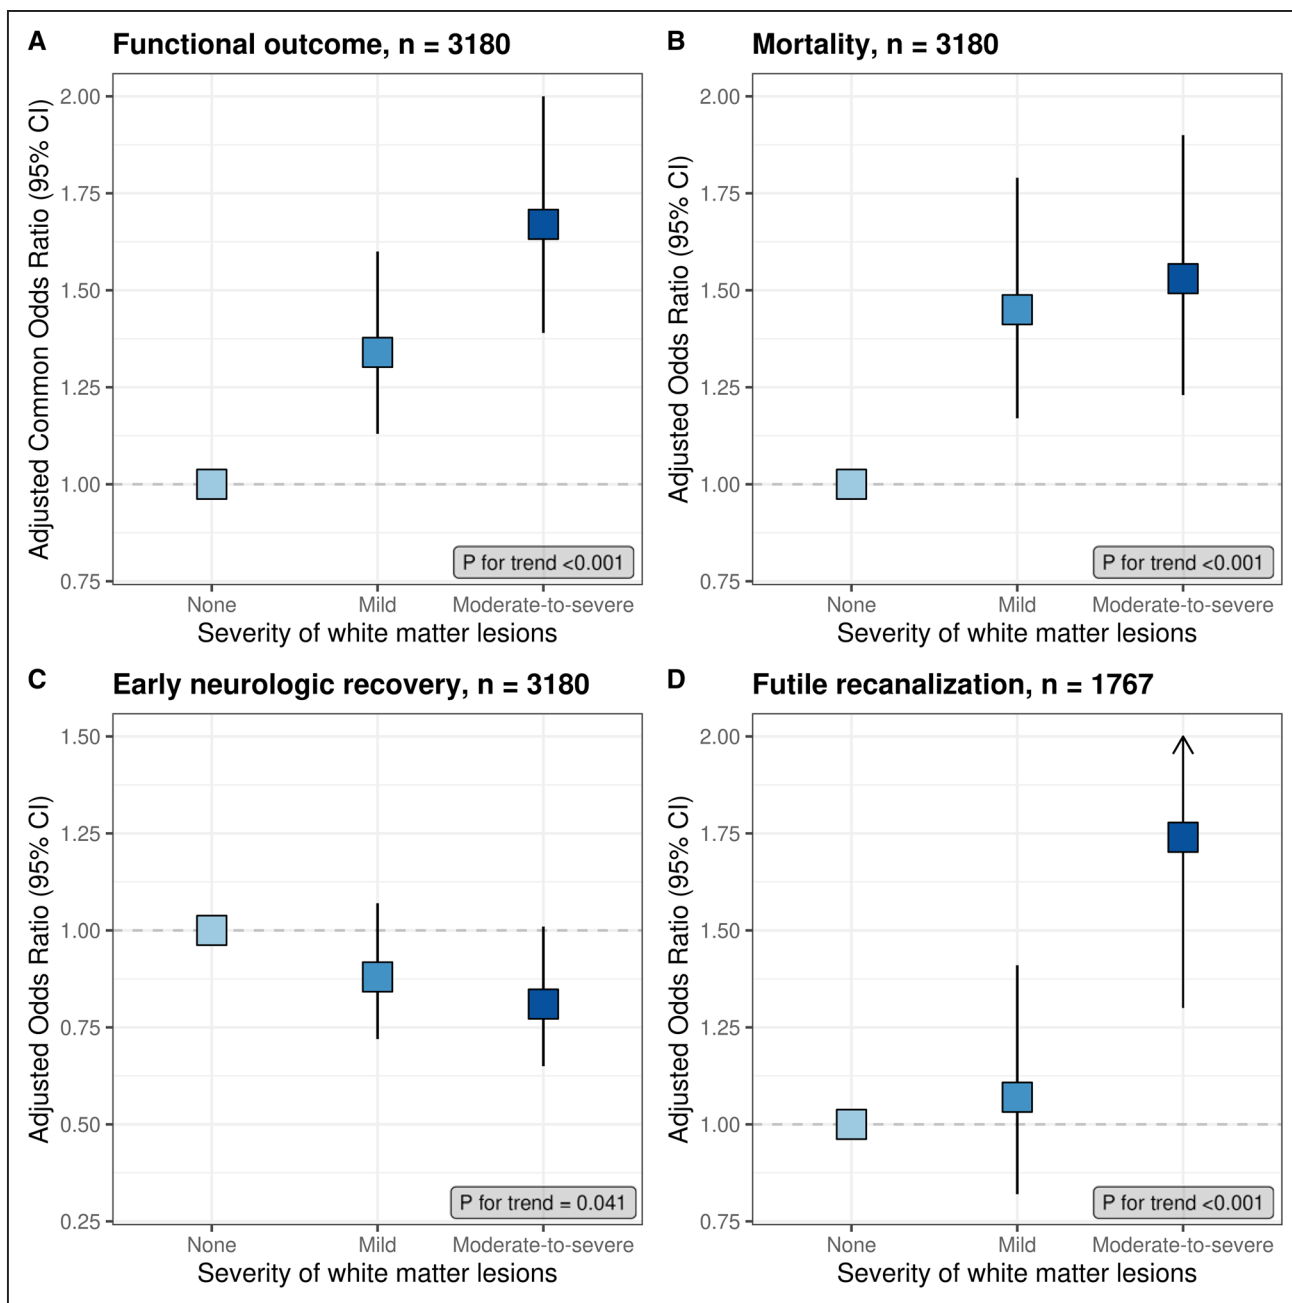 A Functional outcome, n = 3180
Adjusted Common Odds Ratio (95% CI)
2.00
1.75
1.50
1.25
1.00
0.75
P for trend <0.001
None Mild Moderate-to-severe
Severity of white matter lesions
B Mortality, n = 3180
Adjusted Odds Ratio (95% CI)
2.00
1.75
1.50
1.25
1.00
0.75
P for trend <0.001
None Mild Moderate-to-severe
Severity of white matter lesions
C Early neurologic recovery, n = 3180
Adjusted Odds Ratio (95% CI)
1.50
1.25
1.00
0.75
0.50
0.25
P for trend = 0.041
None Mild Moderate-to-severe
Severity of white matter lesions
D Futile recanalization, n = 1767
Adjusted Odds Ratio (95% CI)
2.00
1.75
1.50
1.25
1.00
0.75
P for trend <0.001
None Mild Moderate-to-severe
Severity of white matter lesions